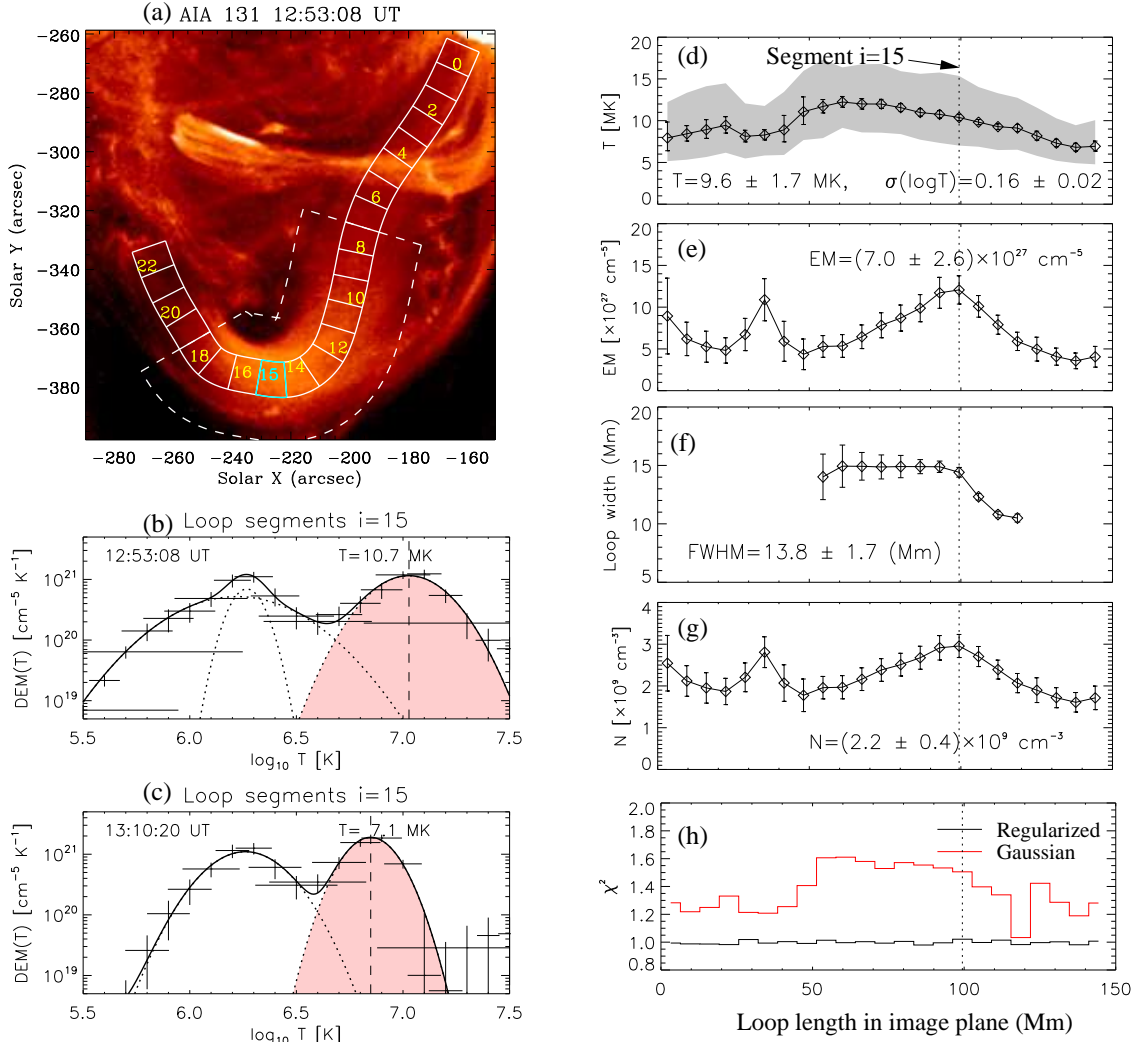 (a) AIA 131 12:53:08 UT
-260
-280
-300
-320
-340
-360
-380
Solar Y (arcsec)
0
2
4
6
8
10
12
14
15
16
18
20
22
-280 -260 -240 -220 -200 -180 -160
Solar X (arcsec)
(b) Loop segments i=15
12:53:08 UT T=10.7 MK
10²¹
10²⁰
10¹⁹
DEM(T) [cm⁻⁵ K⁻¹]
5.5 6.0 6.5 7.0 7.5
log₁₀ T [K]
(c) Loop segments i=15
13:10:20 UT T= 7.1 MK
10²¹
10²⁰
10¹⁹
DEM(T) [cm⁻⁵ K⁻¹]
5.5 6.0 6.5 7.0 7.5
log₁₀ T [K]
(d) Segment i=15
20
15
10
5
0
T [MK]
T=9.6 ± 1.7 MK, σ(logT)=0.16 ± 0.02
(e) EM=(7.0 ± 2.6)×10²⁷ cm⁻⁵
20
15
10
5
0
EM [×10²⁷ cm⁻⁵]
(f)
20
15
10
5
Loop width (Mm)
FWHM=13.8 ± 1.7 (Mm)
(g)
4
3
2
1
0
N [×10⁹ cm⁻³]
N=(2.2 ± 0.4)×10⁹ cm⁻³
(h)
Regularized
Gaussian
2.0
1.8
1.6
1.4
1.2
1.0
0.8
χ²
0 50 100 150
Loop length in image plane (Mm)